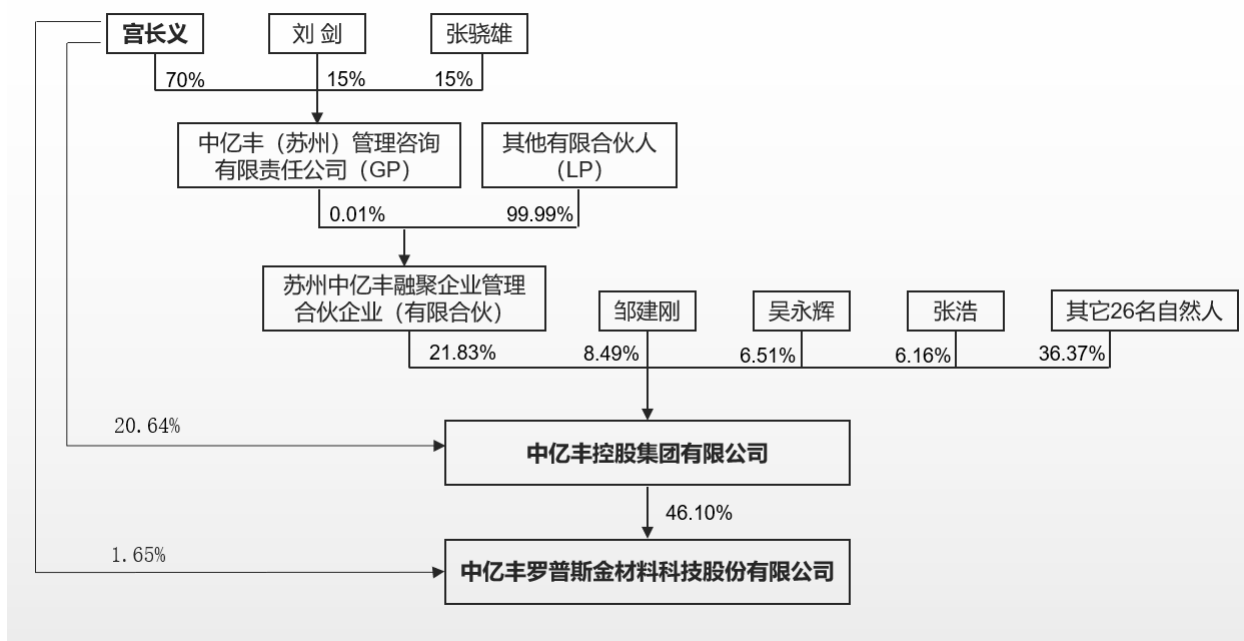 宫长义
刘 剑
张骁雄
70%
15%
15%
中亿丰（苏州）管理咨询
有限责任公司（GP）
其他有限合伙人
（LP）
0.01%
99.99%
苏州中亿丰融聚企业管理
合伙企业（有限合伙）
邹建刚
吴永辉
张浩
其它26名自然人
21.83%
8.49%
6.51%
6.16%
36.37%
20.64%
中亿丰控股集团有限公司
46.10%
1.65%
中亿丰罗普斯金材料科技股份有限公司